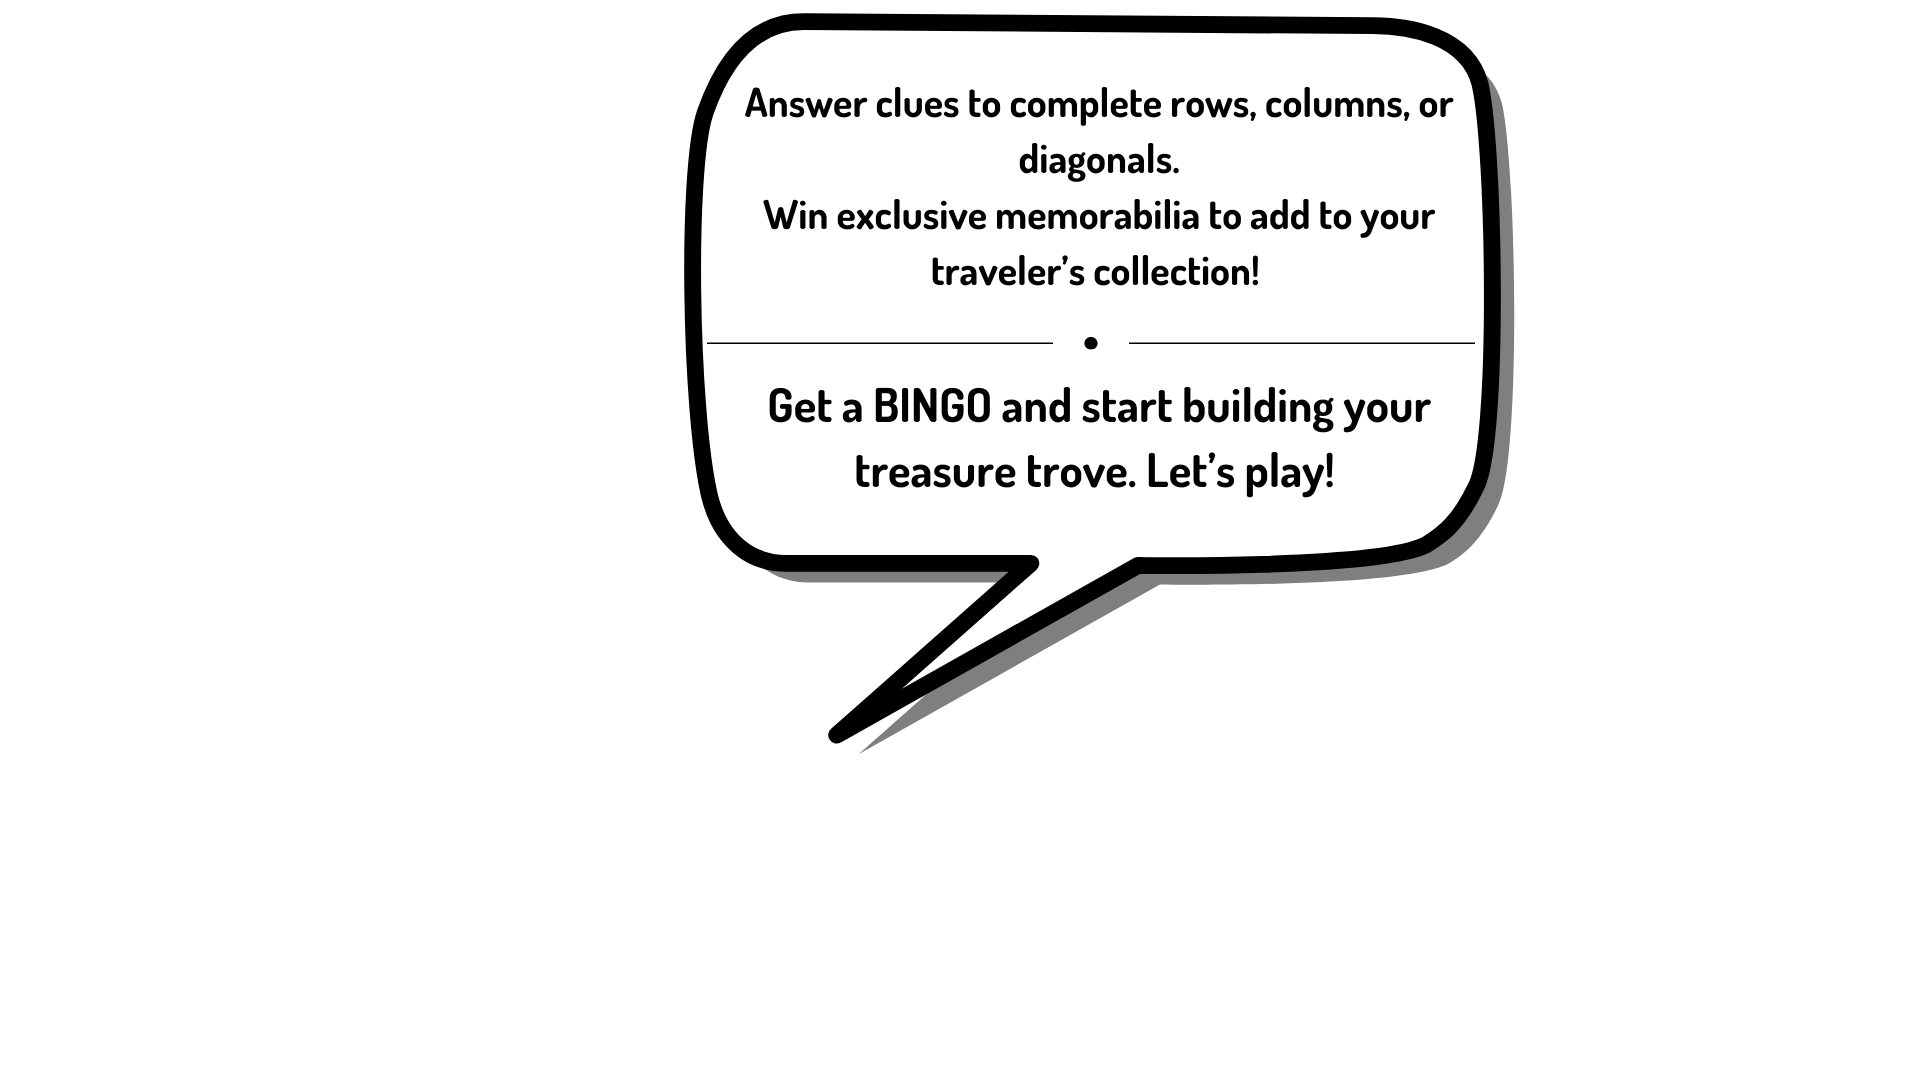 Answer clues to complete rows, columns, or
diagonals.
Win exclusive memorabilia to add to your
traveler’s collection!
Get a BINGO and start building your
treasure trove. Let’s play!